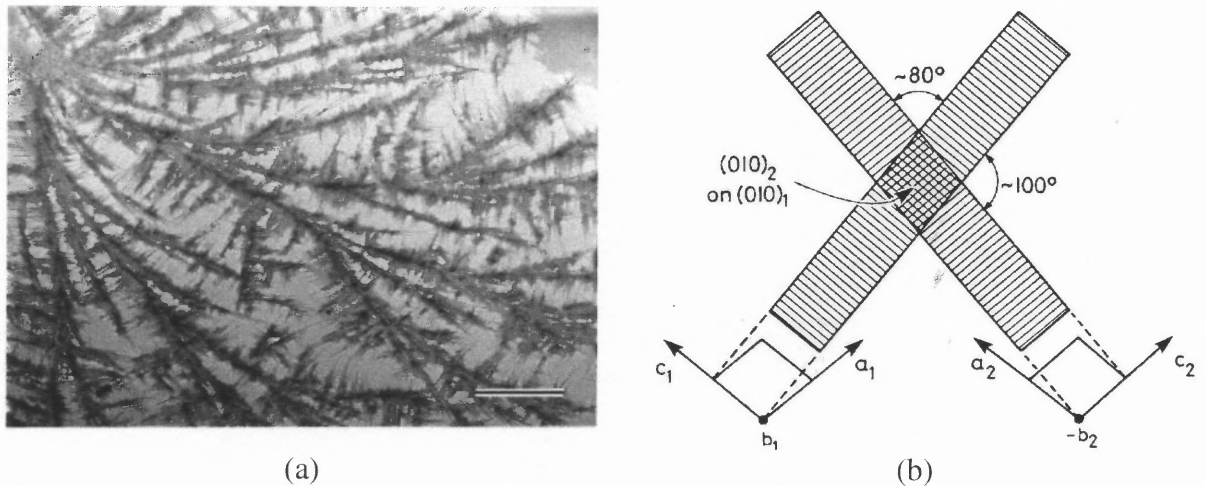 ~80°
(010)₂
on (010)₁
~100°
c₁
a₁
a₂
c₂
b₁
-b₂
(a)
(b)